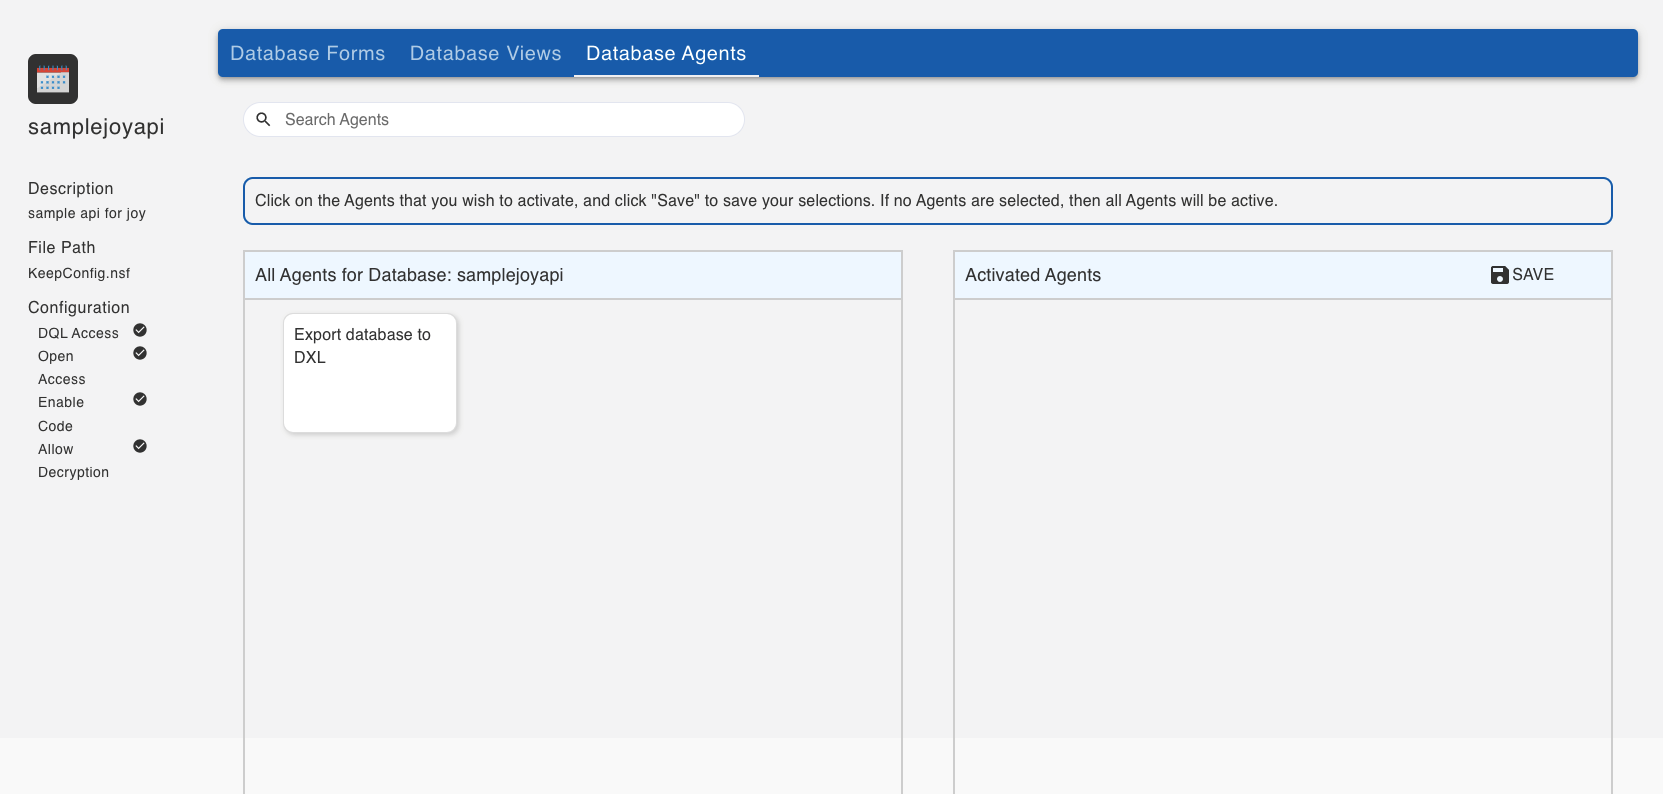 Database Forms Database Views Database Agents
samplejoyapi
Search Agents
Description
sample api for joy
File Path
KeepConfig.nsf
Configuration
DQL Access
Open
Access
Enable
Code
Allow
Decryption
Click on the Agents that you wish to activate, and click "Save" to save your selections. If no Agents are selected, then all Agents will be active.
All Agents for Database: samplejoyapi
Export database to
DXL
Activated Agents
SAVE